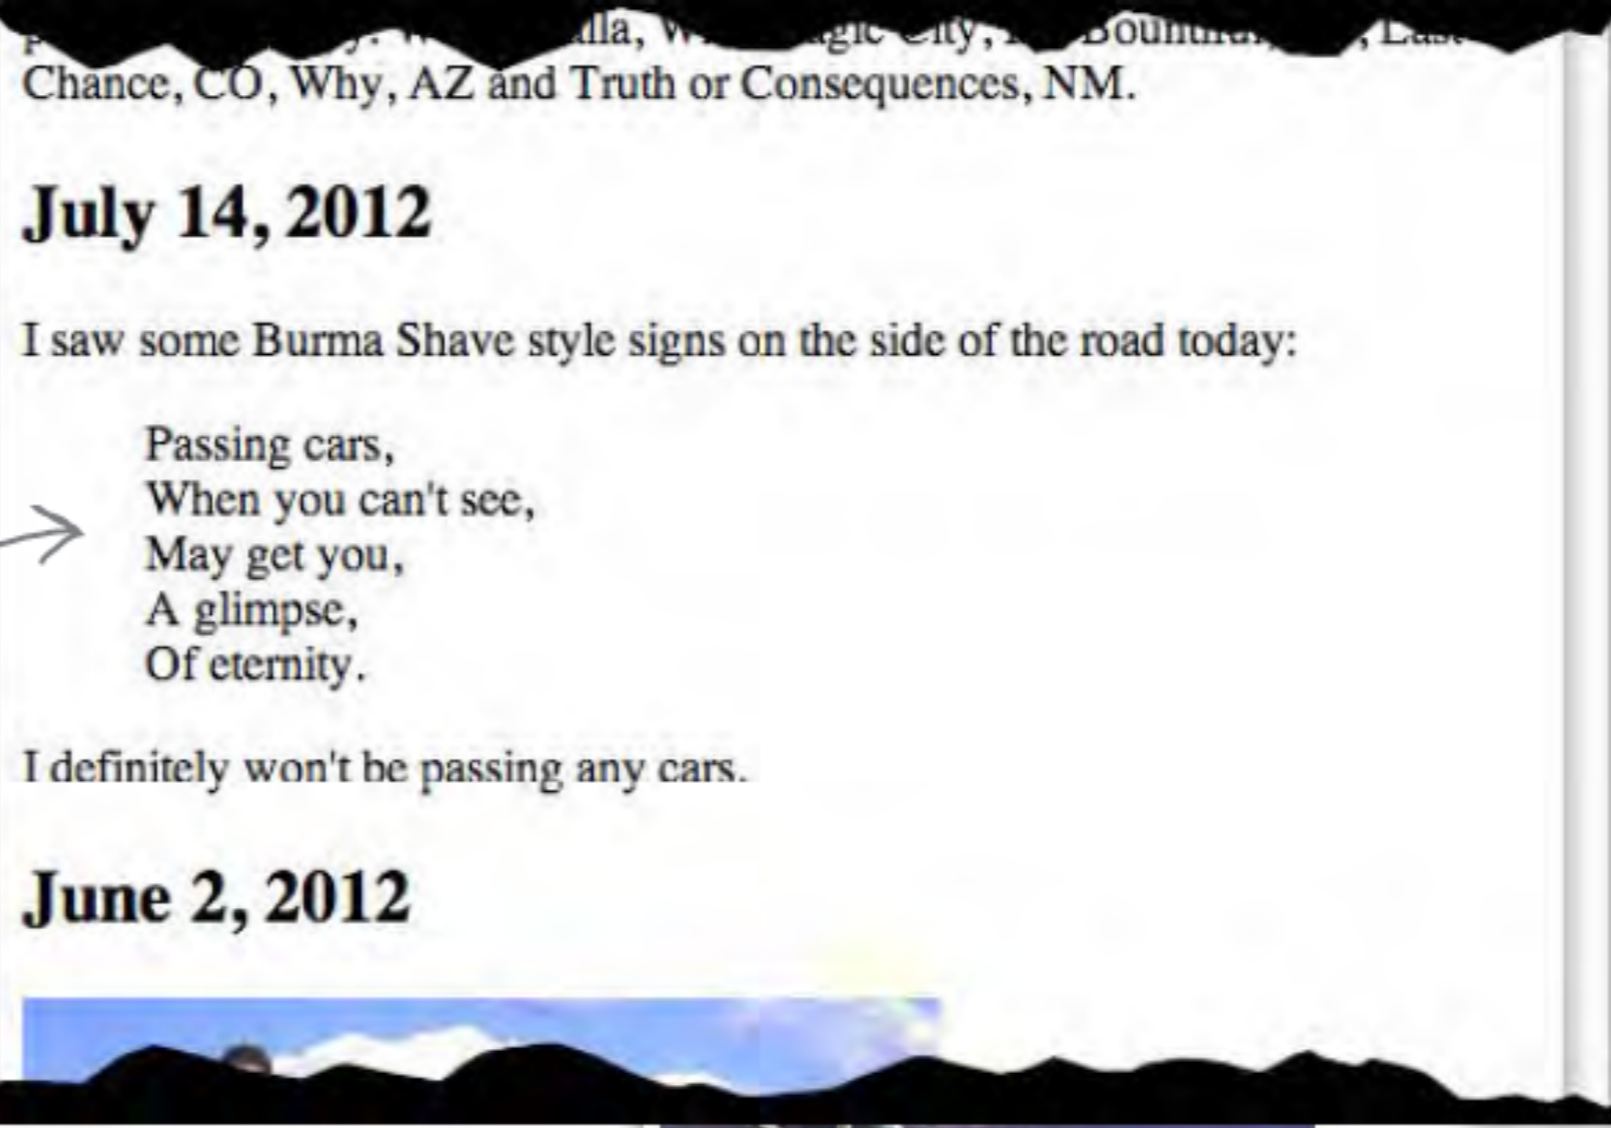 Chance, CO, Why, AZ and Truth or Consequences, NM.
July 14, 2012
I saw some Burma Shave style signs on the side of the road today:
Passing cars,
When you can't see,
May get you,
A glimpse,
Of eternity.
I definitely won't be passing any cars.
June 2, 2012